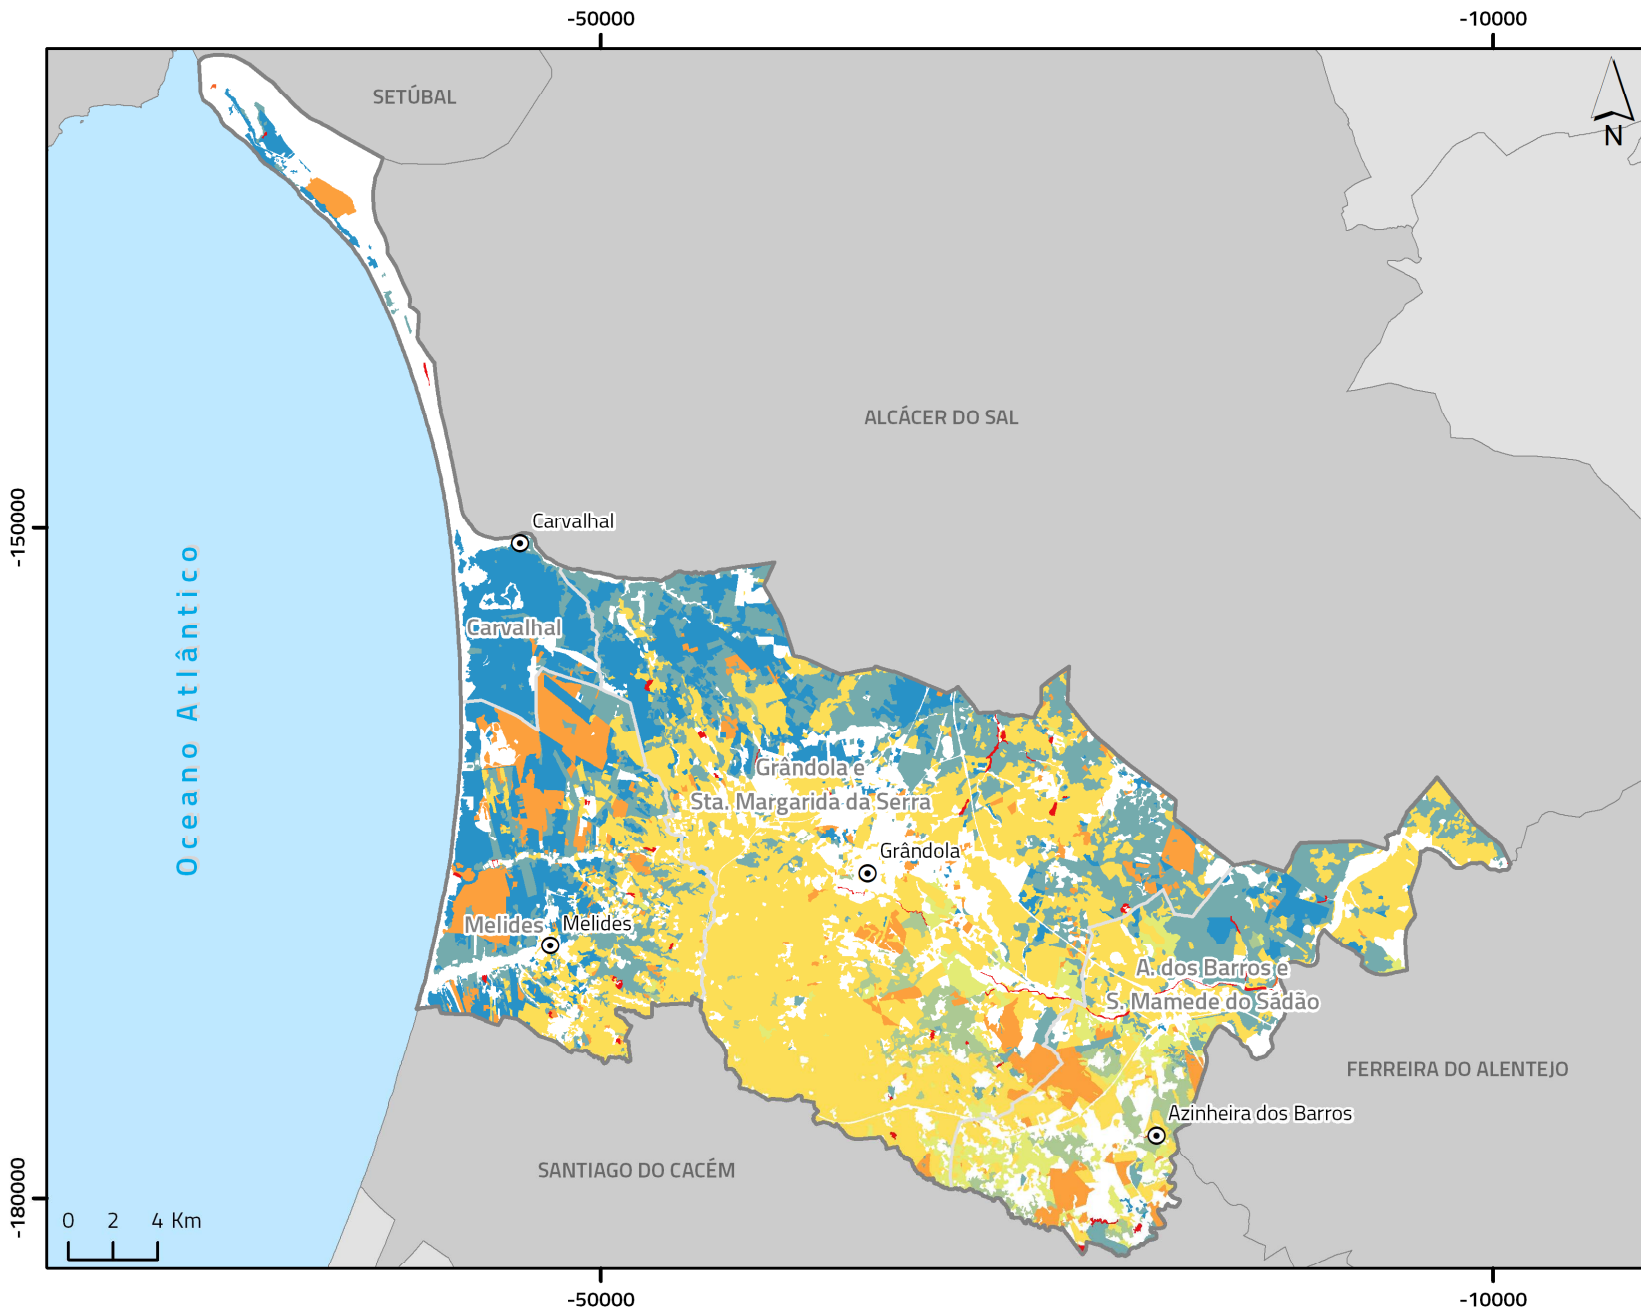 -50000
-10000
SETÚBAL
N
ALCÁCER DO SAL
-150000
Carvalhal
Oceano Atlântico
Carvalhal
Grândola e
Sta. Margarida da Serra
Grândola
Melides
Melides
A. dos Barros e
S. Mamede do Sádão
FERREIRA DO ALENTEJO
Azinheira dos Barros
SANTIAGO DO CACÉM
-180000
0 2 4 Km
-50000
-10000